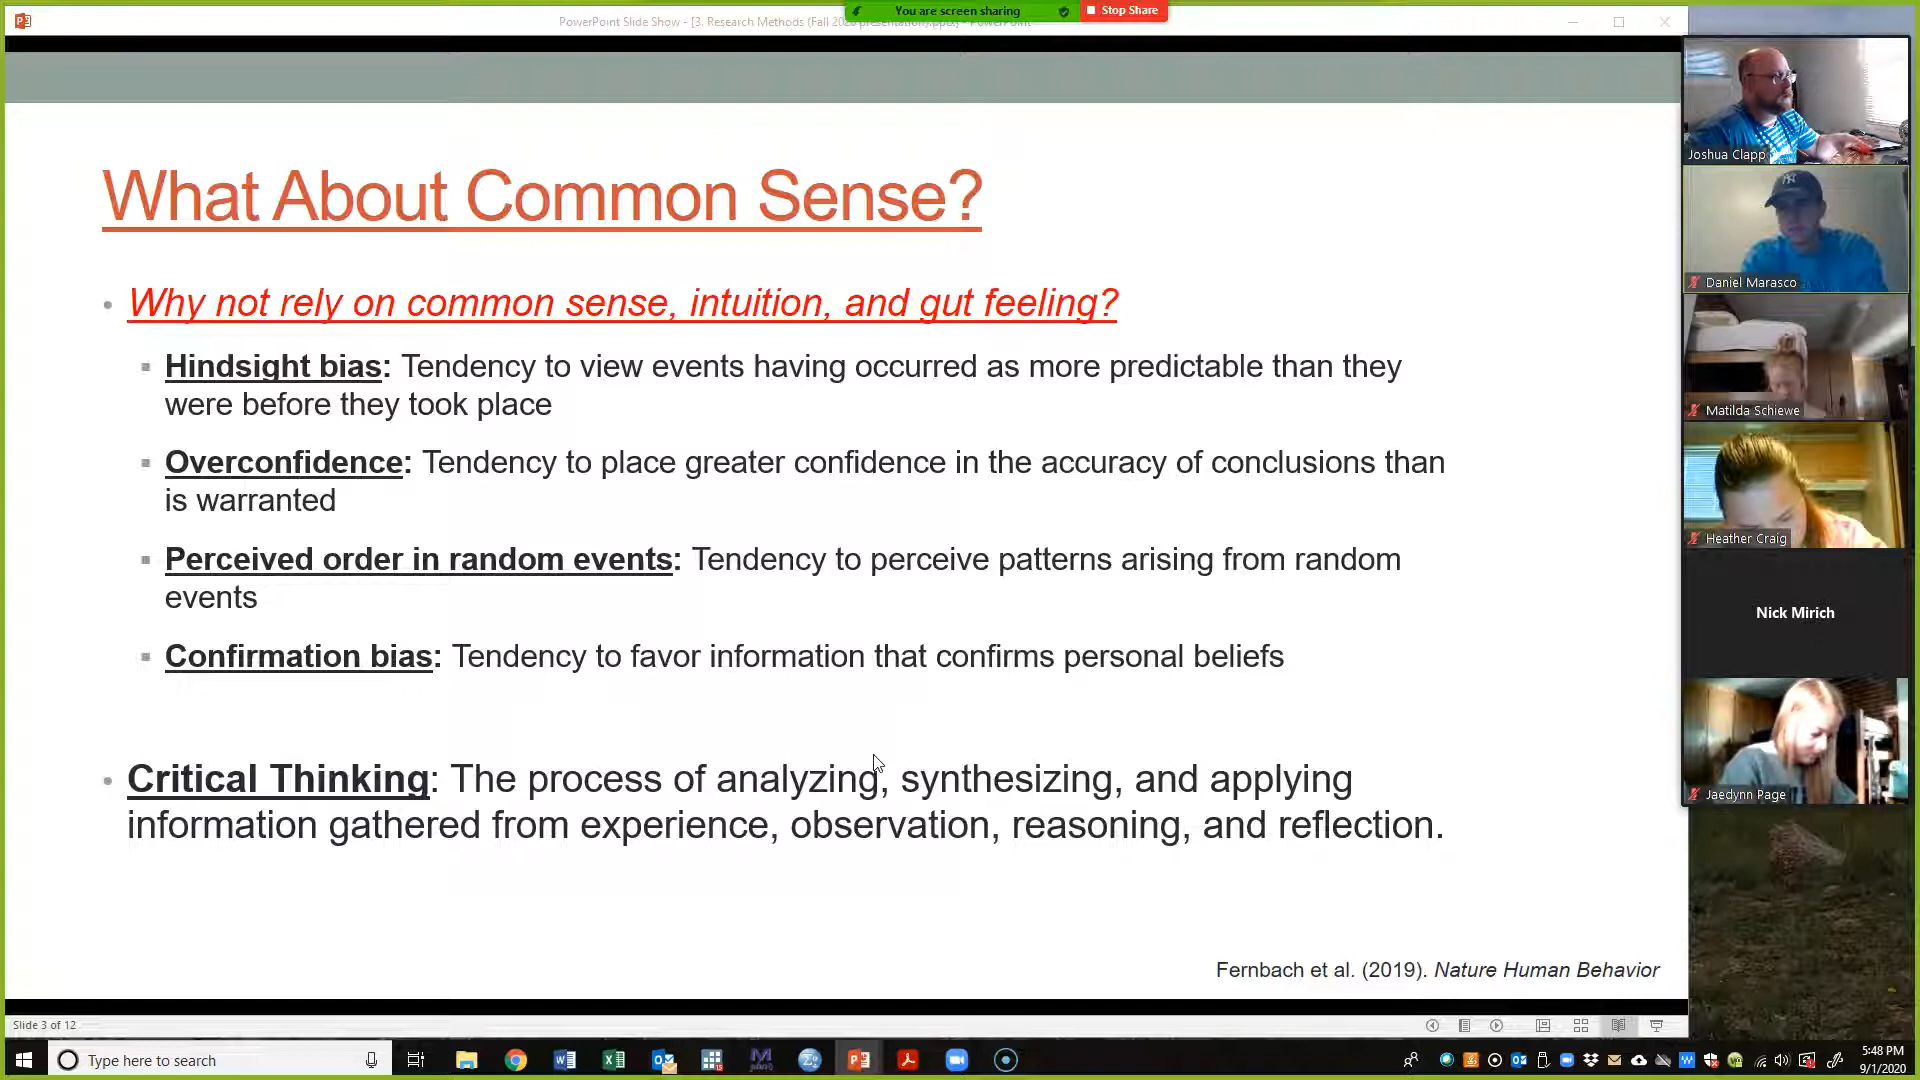 You are screen sharing
Stop Share
PowerPoint Slide Show - [3. Research Methods (Fall 2020 presentation).pptx] - PowerPoint
What About Common Sense?
Why not rely on common sense, intuition, and gut feeling?
Hindsight bias: Tendency to view events having occurred as more predictable than they
were before they took place
Overconfidence: Tendency to place greater confidence in the accuracy of conclusions than
is warranted
Perceived order in random events: Tendency to perceive patterns arising from random
events
Confirmation bias: Tendency to favor information that confirms personal beliefs
Critical Thinking: The process of analyzing, synthesizing, and applying
information gathered from experience, observation, reasoning, and reflection.
Fernbach et al. (2019). Nature Human Behavior
Joshua Clapp
Daniel Marasco
Matilda Schiewe
Heather Craig
Nick Mirich
Jaedynn Page
Slide 3 of 12
Type here to search
5:48 PM
9/1/2020